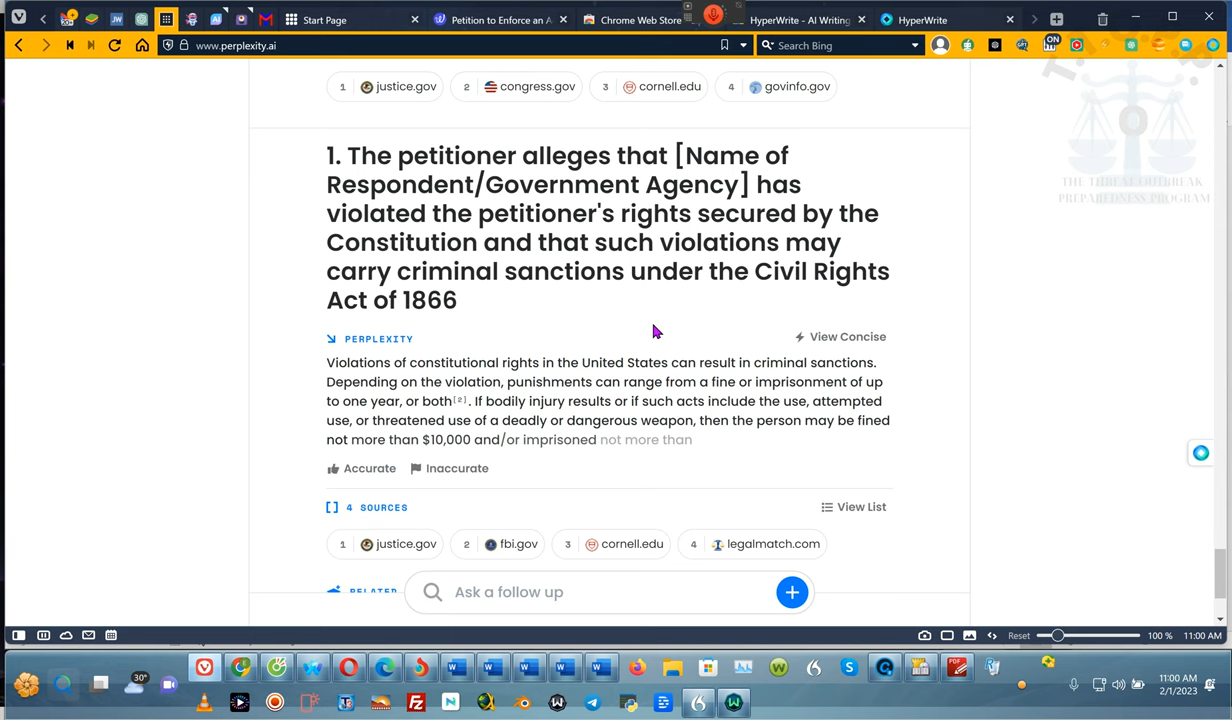 Start Page
Petition to Enforce an A
Chrome Web Store
HyperWrite - AI Writing
HyperWrite
www.perplexity.ai
Search Bing
ON
1 justice.gov 2 congress.gov 3 cornell.edu 4 govinfo.gov
1. The petitioner alleges that [Name of
Respondent/Government Agency] has
violated the petitioner's rights secured by the
Constitution and that such violations may
carry criminal sanctions under the Civil Rights
Act of 1866
PERPLEXITY
View Concise
Violations of constitutional rights in the United States can result in criminal sanctions.
Depending on the violation, punishments can range from a fine or imprisonment of up
to one year, or both[2]. If bodily injury results or if such acts include the use, attempted
use, or threatened use of a deadly or dangerous weapon, then the person may be fined
not more than $10,000 and/or imprisoned not more than
Accurate Inaccurate
4 SOURCES
View List
1 justice.gov 2 fbi.gov 3 cornell.edu 4 legalmatch.com
RELATED
Ask a follow up
THE THREAT OUTBREAK
PREPAREDNESS PROGRAM
Reset 100 % 11:00 AM
30°
11:00 AM
2/1/2023